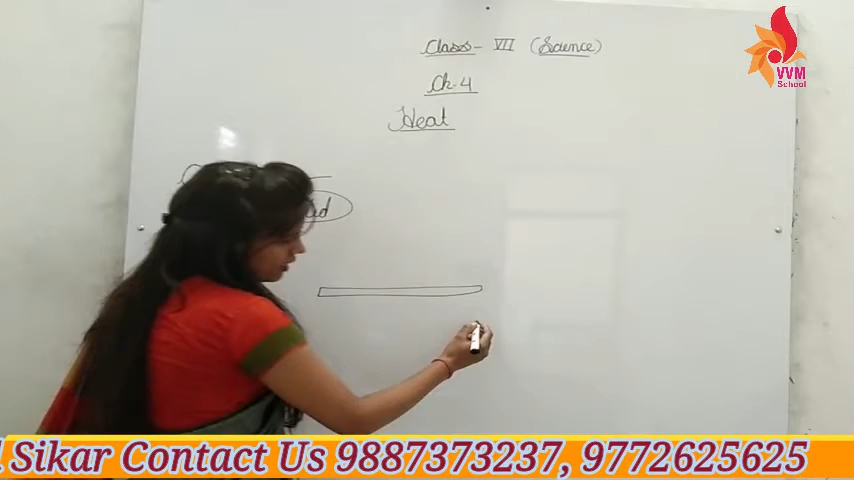 Class- VII (Science)
Ch-4
Heat
VVM
School
Sikar Contact Us 9887373237, 9772625625